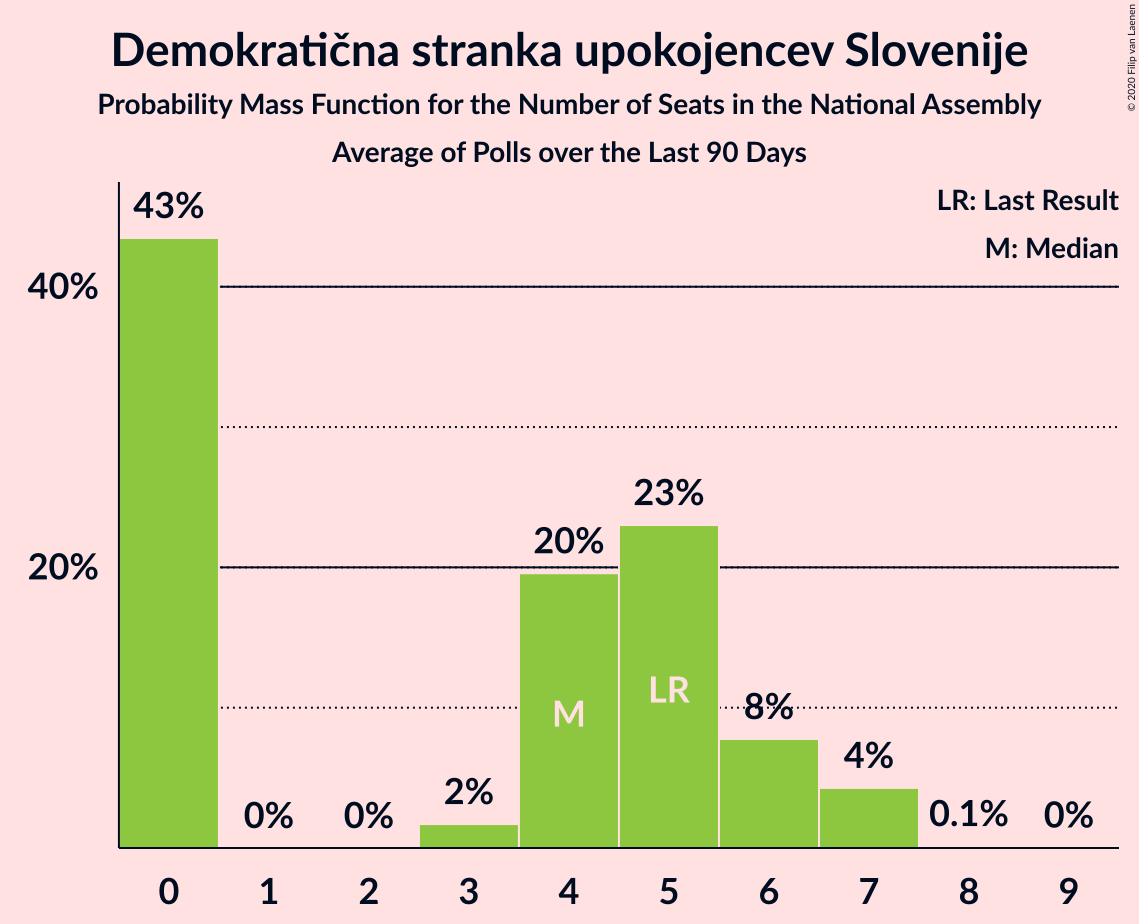 Demokratična stranka upokojencev Slovenije
Probability Mass Function for the Number of Seats in the National Assembly
Average of Polls over the Last 90 Days
© 2020 Filip van Laenen
LR: Last Result
M: Median
43%
40%
23%
20%
20%
M
LR
8%
4%
2%
0%
0%
0.1%
0%
0 1 2 3 4 5 6 7 8 9